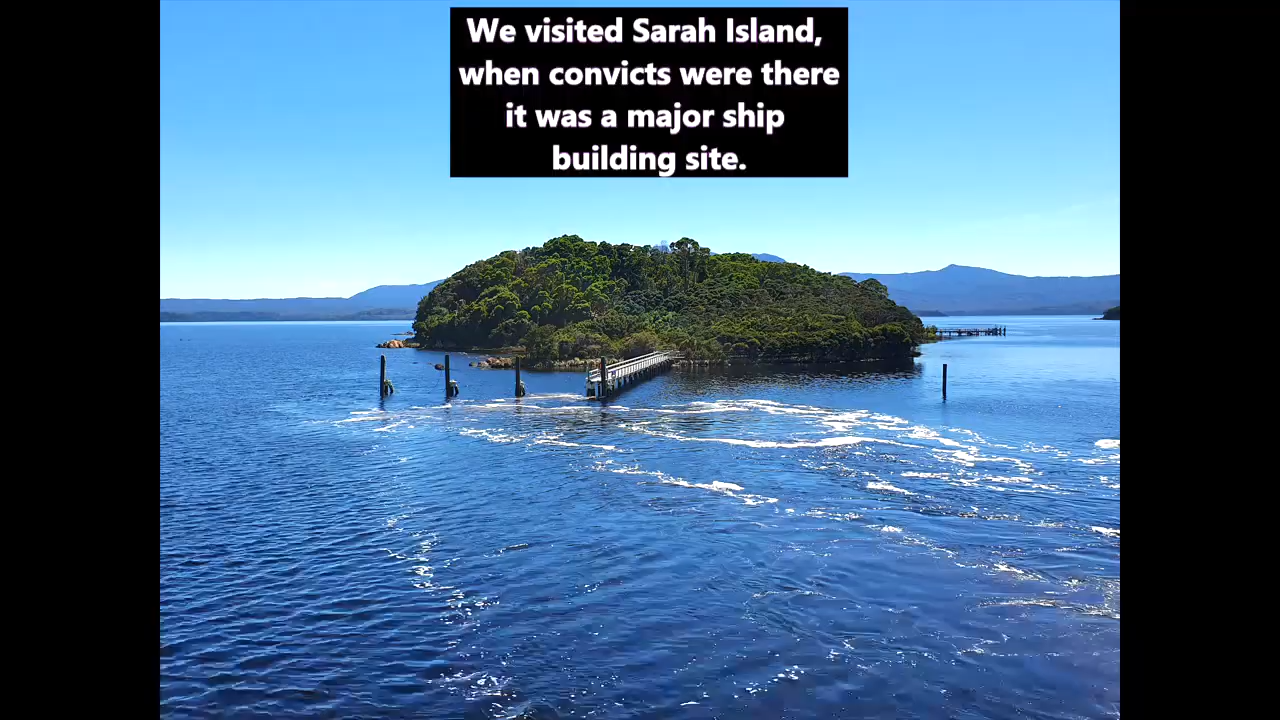 We visited Sarah Island,
when convicts were there
it was a major ship
building site.